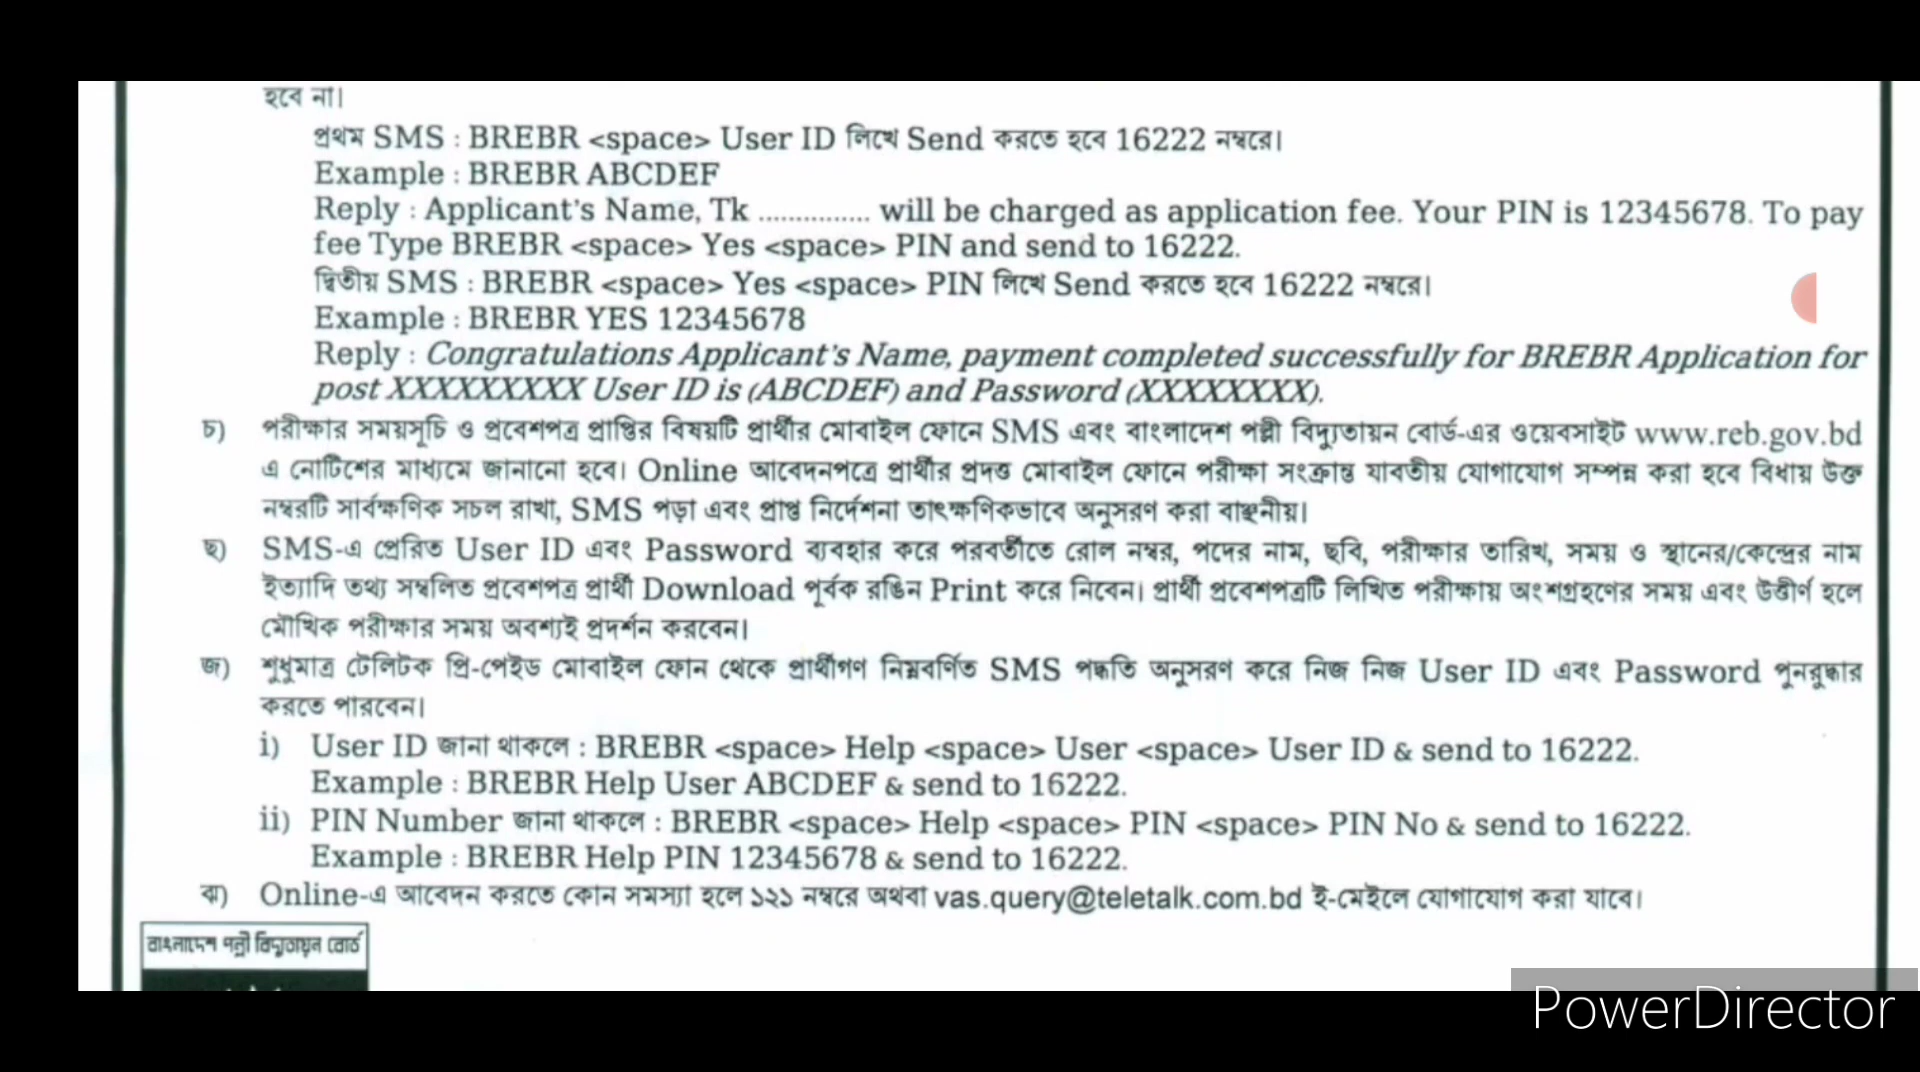 হবে না।
প্রথম SMS : BREBR <space> User ID লিখে Send করতে হবে 16222 নম্বরে।
Example : BREBR ABCDEF
Reply : Applicant's Name, Tk ............... will be charged as application fee. Your PIN is 12345678. To pay
fee Type BREBR <space> Yes <space> PIN and send to 16222.
দ্বিতীয় SMS : BREBR <space> Yes <space> PIN লিখে Send করতে হবে 16222 নম্বরে।
Example : BREBR YES 12345678
Reply : Congratulations Applicant's Name, payment completed successfully for BREBR Application for
post XXXXXXXXX User ID is (ABCDEF) and Password (XXXXXXXX).
চ) পরীক্ষার সময়সূচি ও প্রবেশপত্র প্রাপ্তির বিষয়টি প্রার্থীর মোবাইল ফোনে SMS এবং বাংলাদেশ পল্লী বিদ্যুতায়ন বোর্ড-এর ওয়েবসাইট www.reb.gov.bd
এ নোটিশের মাধ্যমে জানানো হবে। Online আবেদনপত্রে প্রার্থীর প্রদত্ত মোবাইল ফোনে পরীক্ষা সংক্রান্ত যাবতীয় যোগাযোগ সম্পন্ন করা হবে বিধায় উক্ত
নম্বরটি সার্বক্ষণিক সচল রাখা, SMS পড়া এবং প্রাপ্ত নির্দেশনা তাৎক্ষণিকভাবে অনুসরণ করা বাঞ্ছনীয়।
ছ) SMS-এ প্রেরিত User ID এবং Password ব্যবহার করে পরবর্তীতে রোল নম্বর, পদের নাম, ছবি, পরীক্ষার তারিখ, সময় ও স্থানের/কেন্দ্রের নাম
ইত্যাদি তথ্য সম্বলিত প্রবেশপত্র প্রার্থী Download পূর্বক রঙিন Print করে নিবেন। প্রার্থী প্রবেশপত্রটি লিখিত পরীক্ষায় অংশগ্রহণের সময় এবং উত্তীর্ণ হলে
মৌখিক পরীক্ষার সময় অবশ্যই প্রদর্শন করবেন।
জ) শুধুমাত্র টেলিটক প্রি-পেইড মোবাইল ফোন থেকে প্রার্থীগণ নিম্নবর্ণিত SMS পদ্ধতি অনুসরণ করে নিজ নিজ User ID এবং Password পুনরুদ্ধার
করতে পারবেন।
i) User ID জানা থাকলে : BREBR <space> Help <space> User <space> User ID & send to 16222.
Example : BREBR Help User ABCDEF & send to 16222.
ii) PIN Number জানা থাকলে : BREBR <space> Help <space> PIN <space> PIN No & send to 16222.
Example : BREBR Help PIN 12345678 & send to 16222.
ঝ) Online-এ আবেদন করতে কোন সমস্যা হলে ১২১ নম্বরে অথবা vas.query@teletalk.com.bd ই-মেইলে যোগাযোগ করা যাবে।
বাংলাদেশ পল্লী বিদ্যুতায়ন বোর্ড
PowerDirector